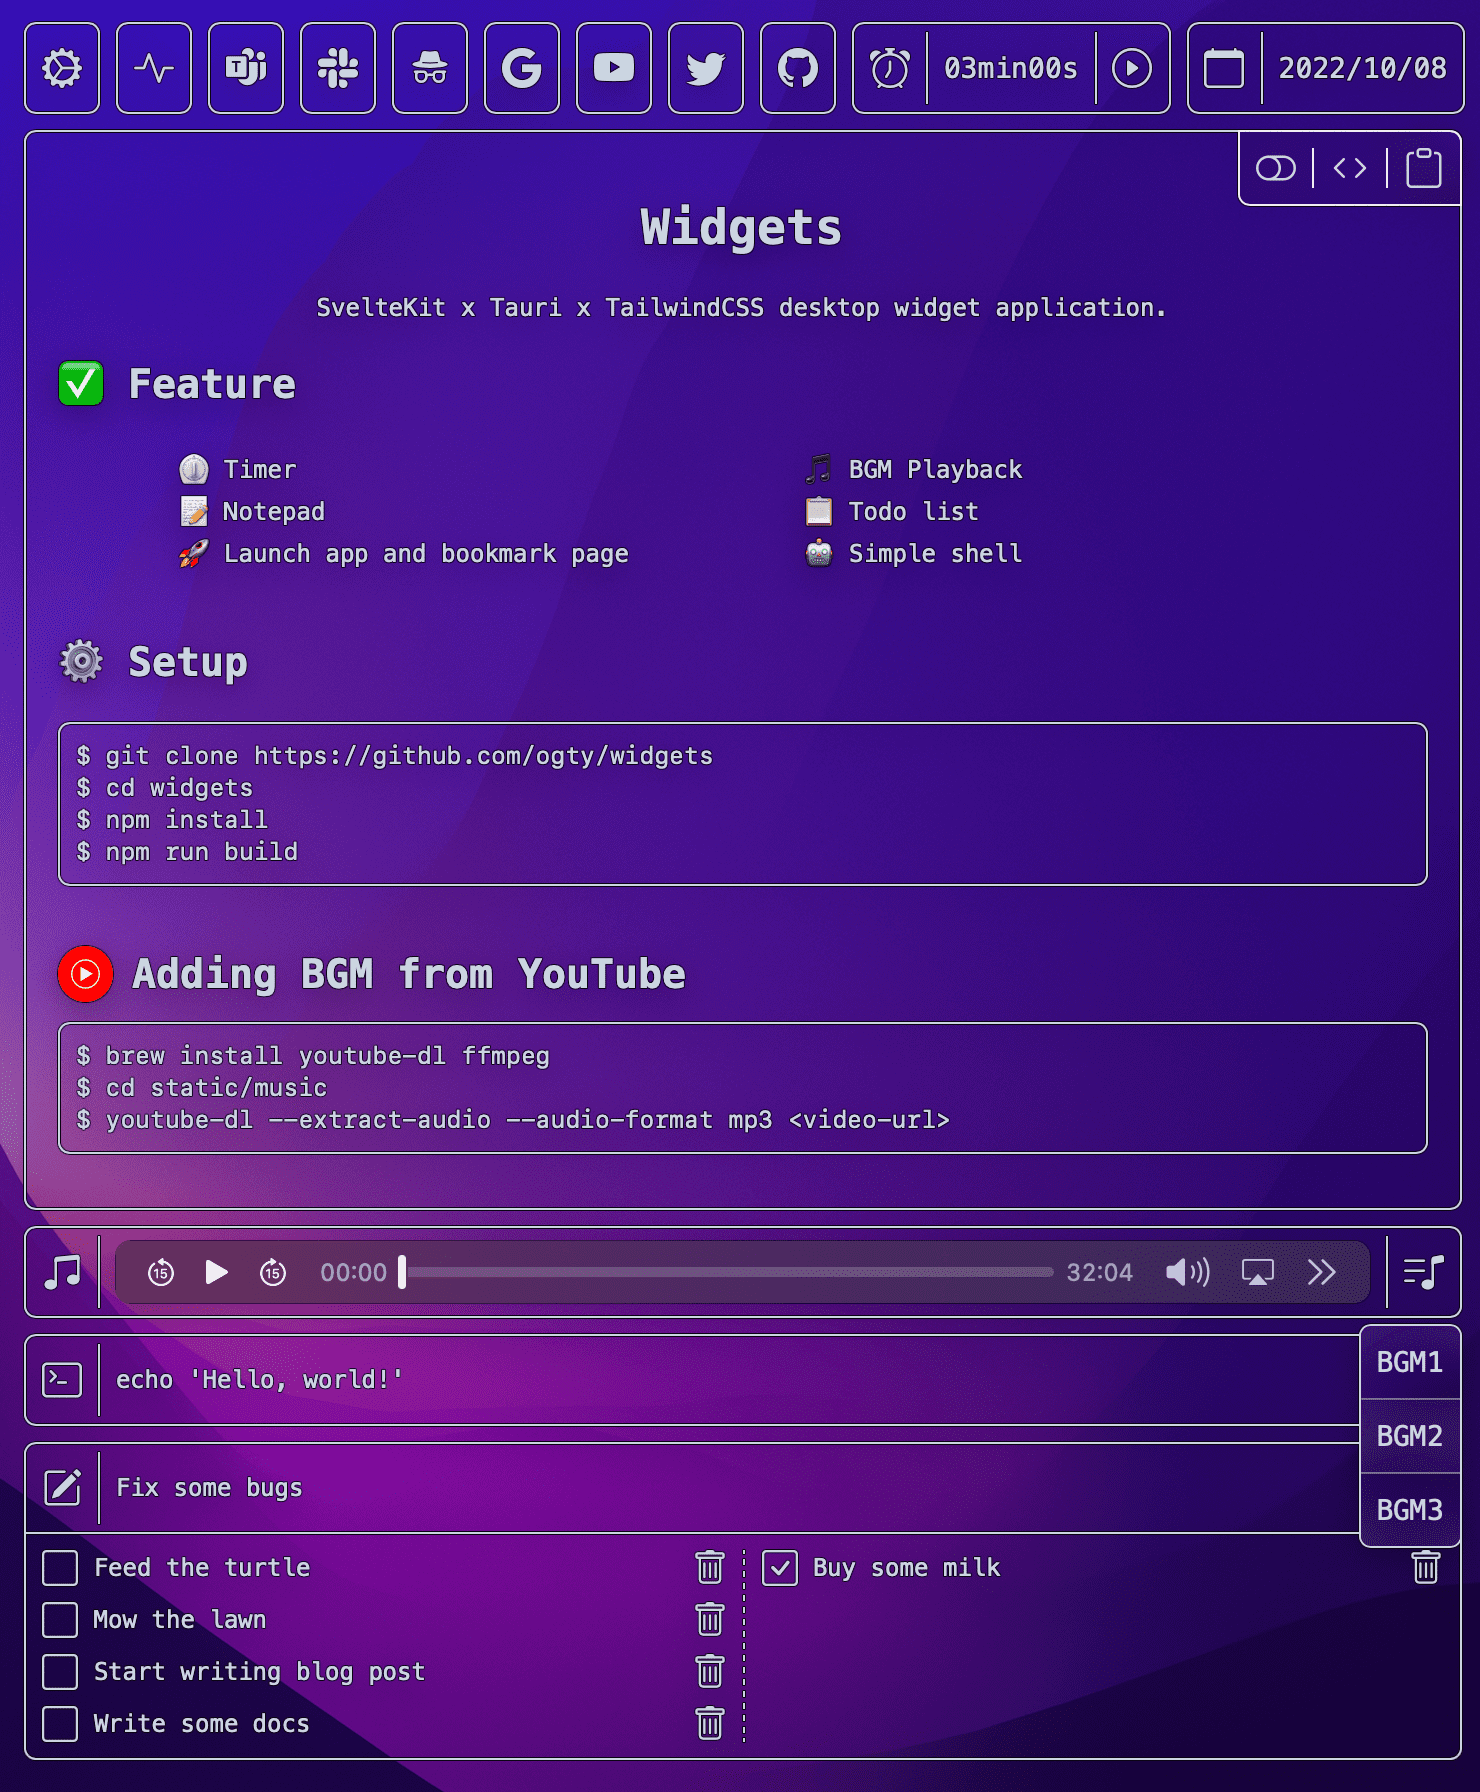 03min00s
2022/10/08
Widgets
SvelteKit x Tauri x TailwindCSS desktop widget application.
Feature
Timer
BGM Playback
Notepad
Todo list
Launch app and bookmark page
Simple shell
Setup
$ git clone https://github.com/ogty/widgets
$ cd widgets
$ npm install
$ npm run build
Adding BGM from YouTube
$ brew install youtube-dl ffmpeg
$ cd static/music
$ youtube-dl --extract-audio --audio-format mp3 <video-url>
15
15
00:00
32:04
echo 'Hello, world!'
BGM1
BGM2
BGM3
Fix some bugs
Feed the turtle
Buy some milk
Mow the lawn
Start writing blog post
Write some docs